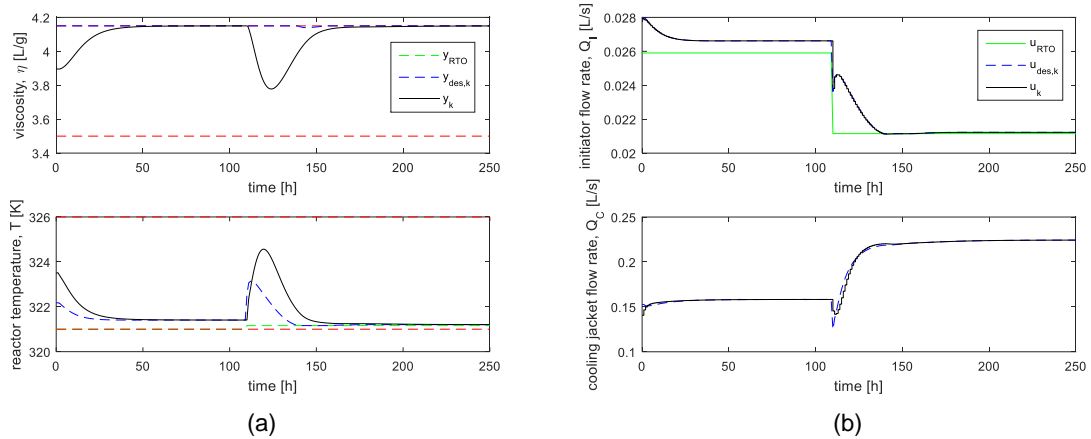 4.2
4
3.8
3.6
3.4
viscosity, η [L/g]
y_RTO
y_des,k
y_k
0 50 100 150 200 250
time [h]
326
324
322
320
reactor temperature, T [K]
0 50 100 150 200 250
time [h]
(a)
0.028
0.026
0.024
0.022
0.02
initiator flow rate, Q_I [L/s]
u_RTO
u_des,k
u_k
0 50 100 150 200 250
time [h]
0.25
0.2
0.15
0.1
cooling jacket flow rate, Q_C [L/s]
0 50 100 150 200 250
time [h]
(b)